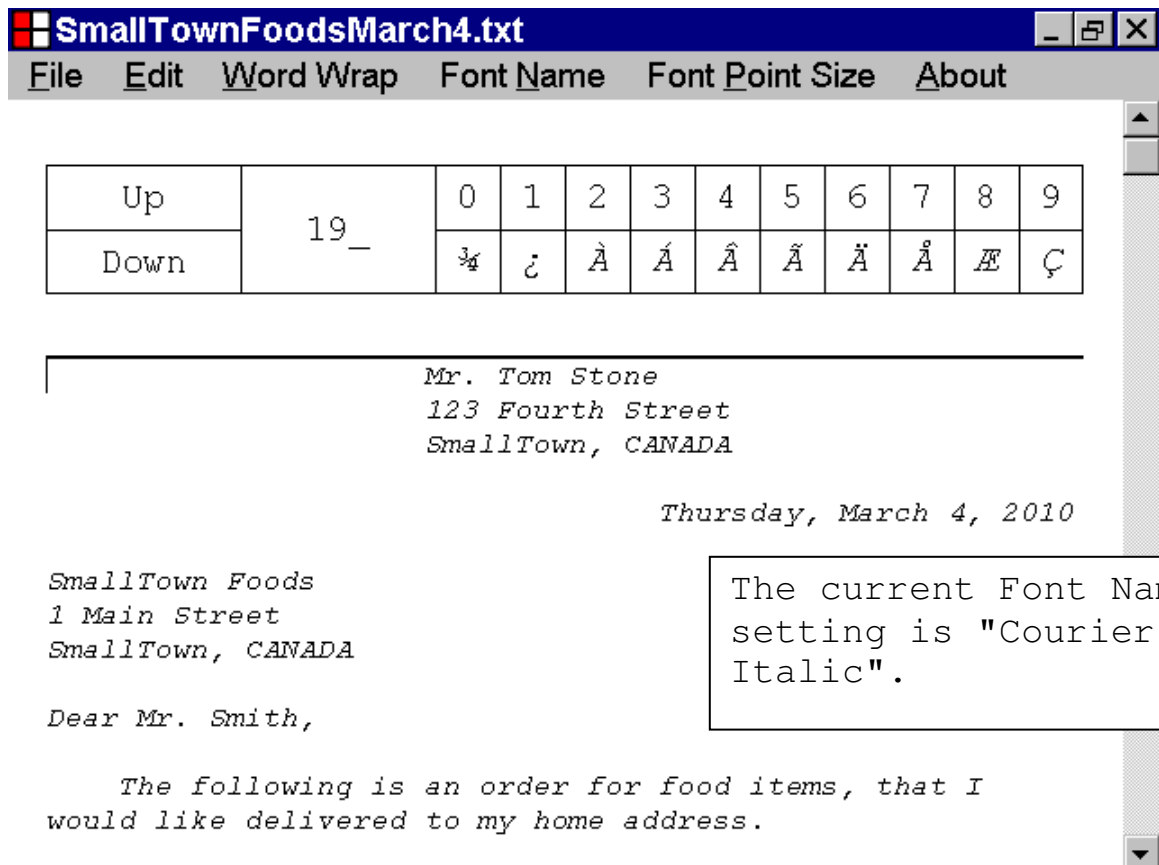 SmallTownFoodsMarch4.txt
File Edit Word Wrap Font Name Font Point Size About
Up 19_ 0 1 2 3 4 5 6 7 8 9
Down ¾ ¿ À Á Â Ã Ä Å Æ Ç
Mr. Tom Stone
123 Fourth Street
SmallTown, CANADA
Thursday, March 4, 2010
SmallTown Foods
1 Main Street
SmallTown, CANADA
The current Font
setting is "Courier
Italic".
Dear Mr. Smith,
The following is an order for food items, that I
would like delivered to my home address.